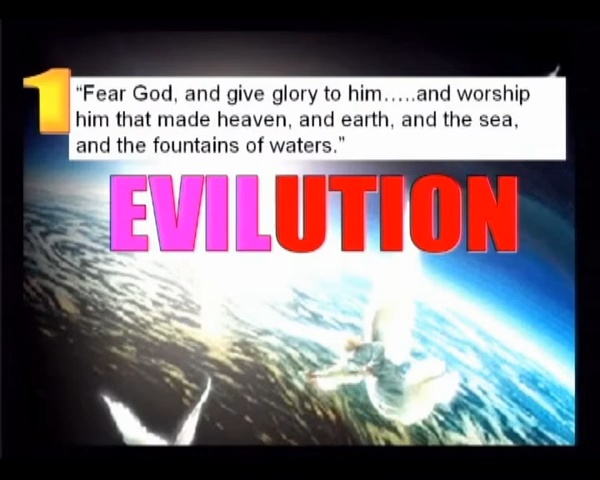 1
“Fear God, and give glory to him.....and worship
him that made heaven, and earth, and the sea,
and the fountains of waters.”
EVILUTION